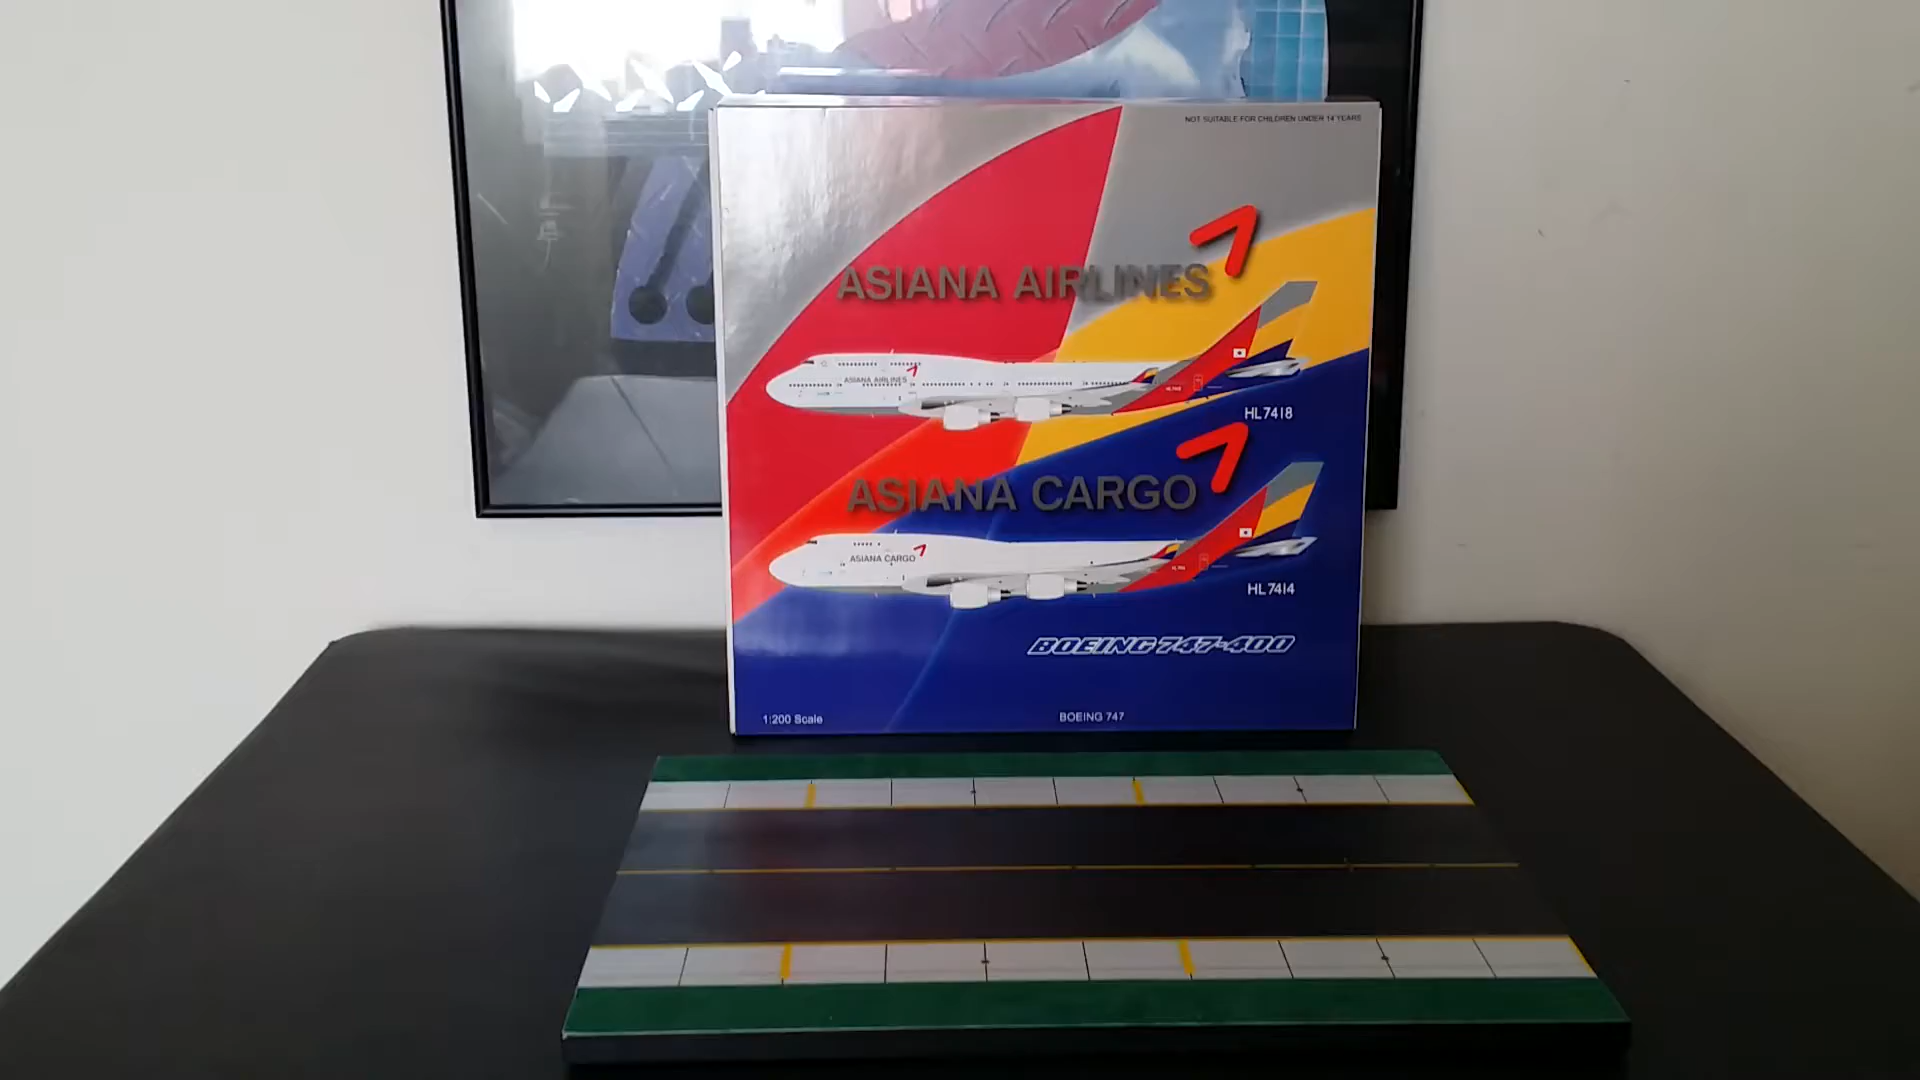 NOT SUITABLE FOR CHILDREN UNDER 14 YEARS
ASIANA AIRLINES
ASIANA AIRLINES
HL7418
ASIANA CARGO
ASIANA CARGO
HL7414
BOEING 747-400
1:200 Scale
BOEING 747